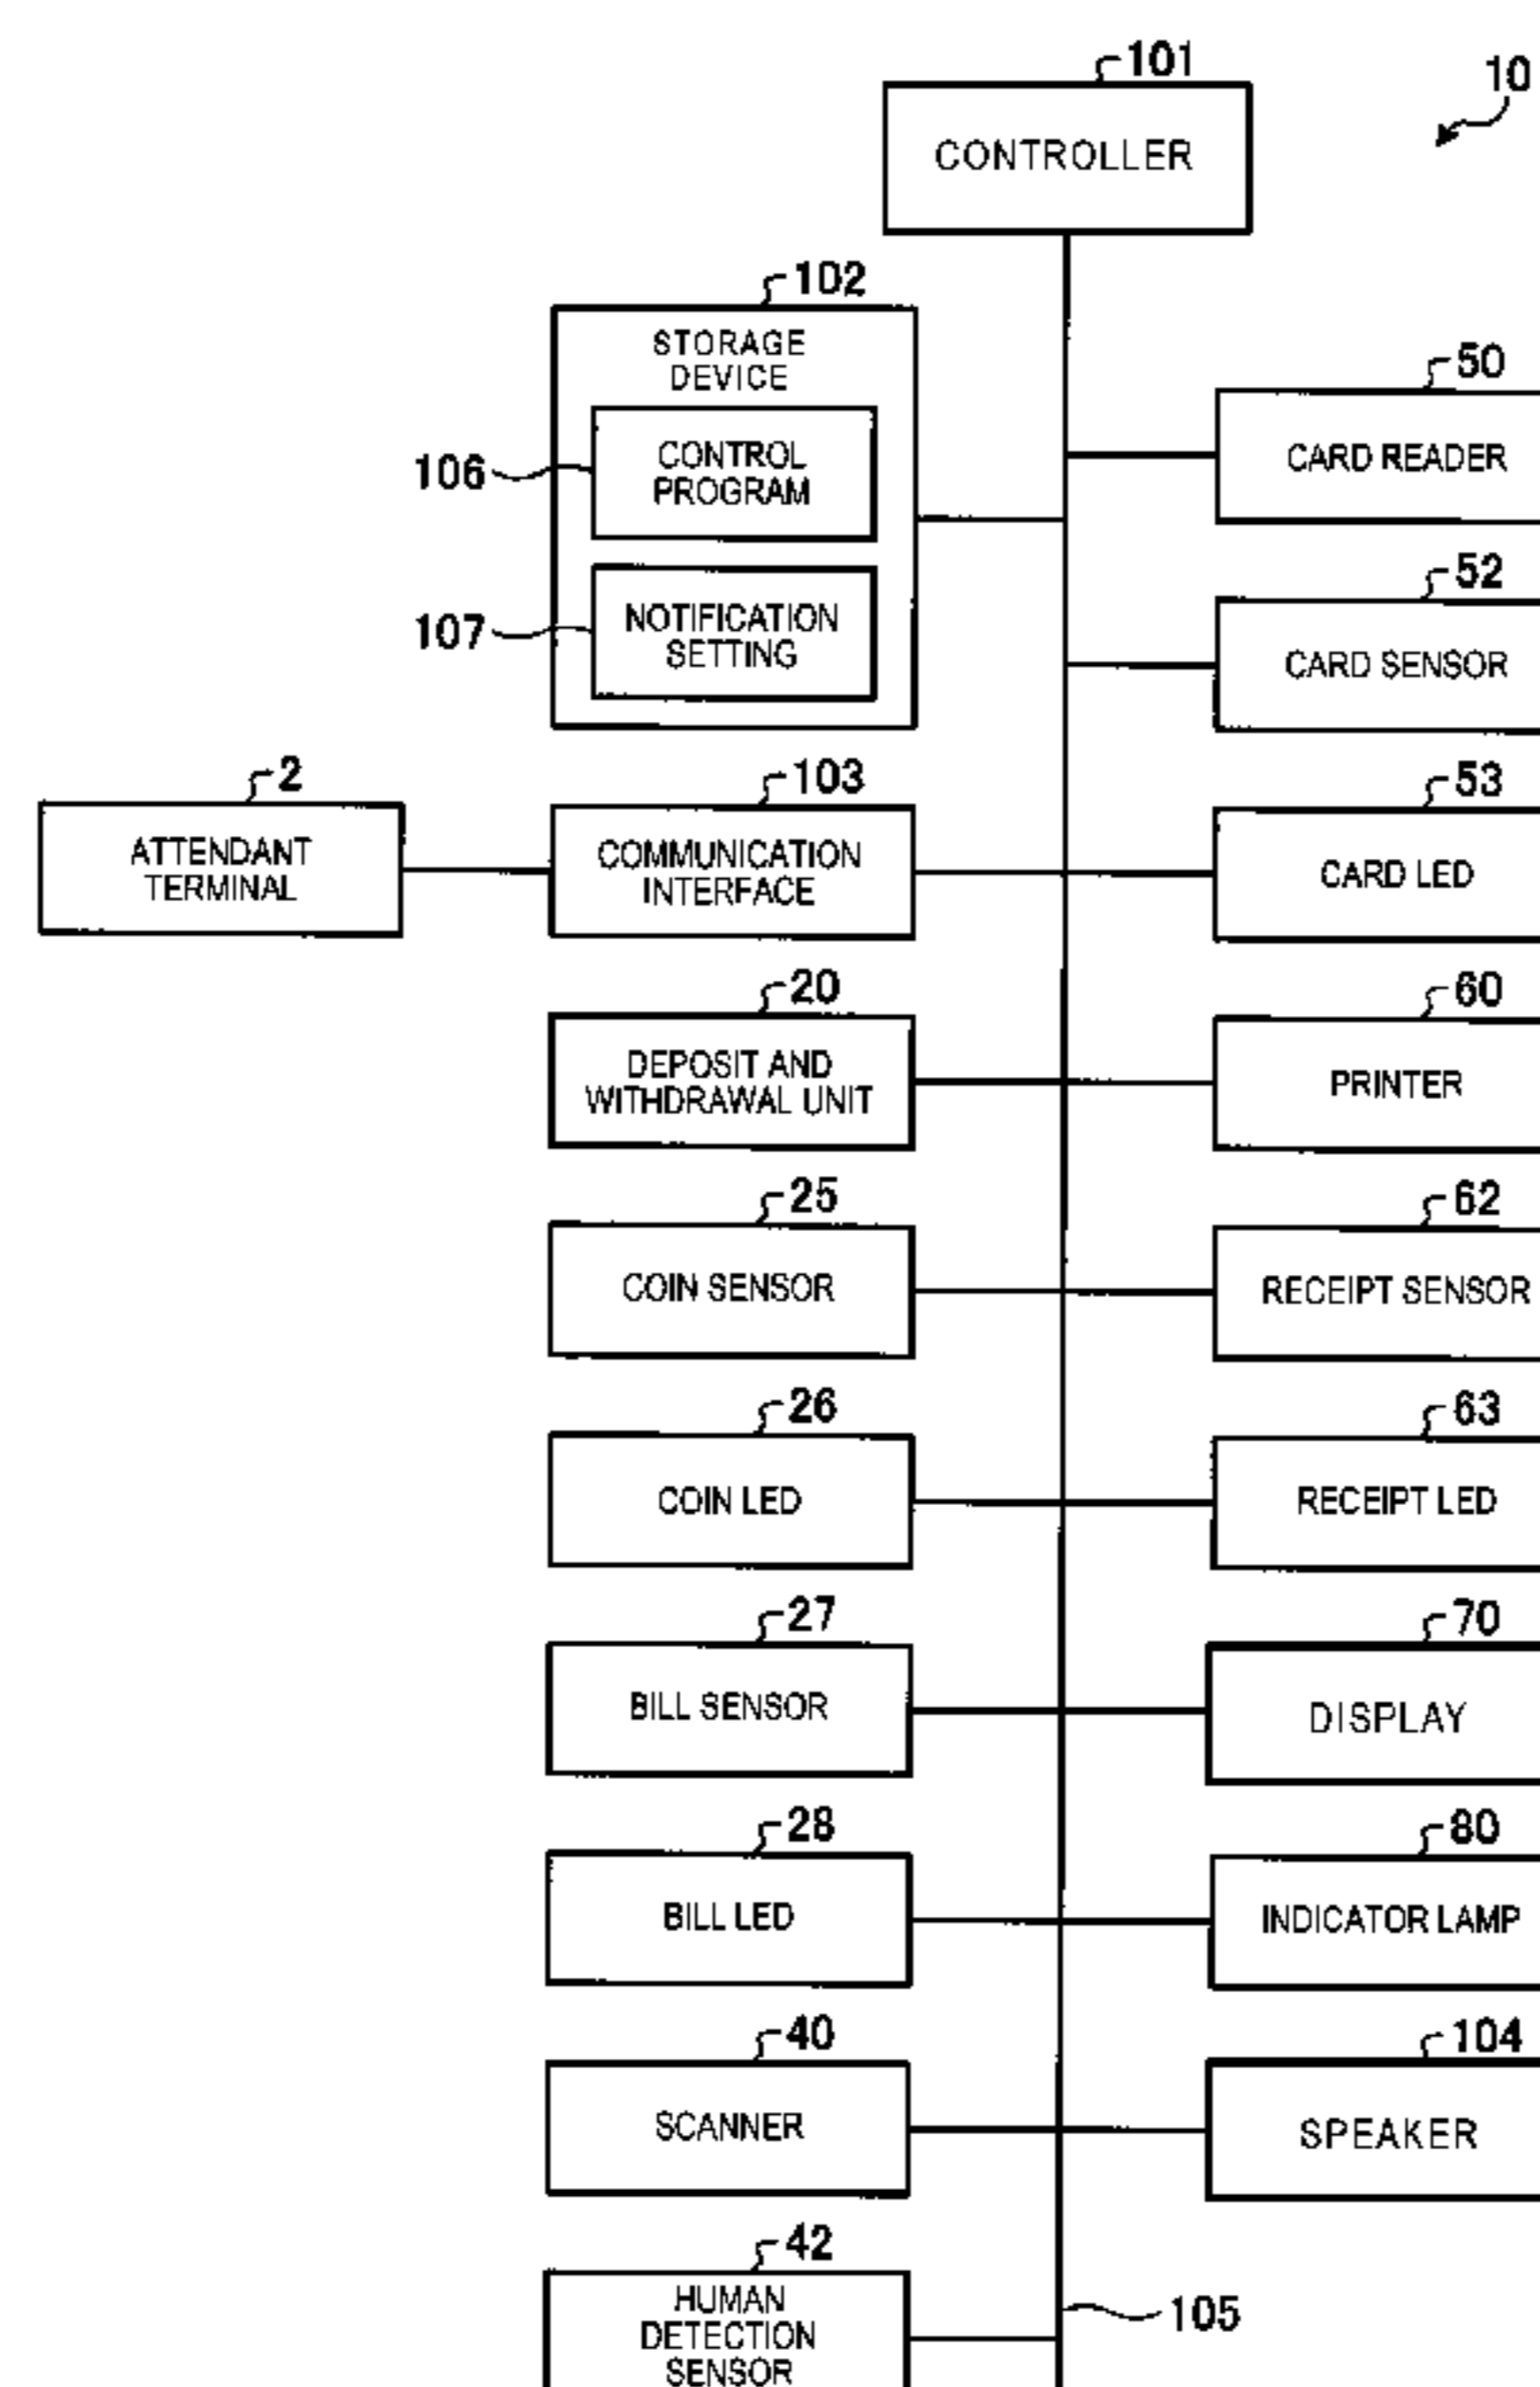 101
10
CONTROLLER
102
STORAGE
DEVICE
50
106
CONTROL
PROGRAM
CARD READER
107
NOTIFICATION
SETTING
52
CARD SENSOR
2
ATTENDANT
TERMINAL
103
COMMUNICATION
INTERFACE
53
CARD LED
20
DEPOSIT AND
WITHDRAWAL UNIT
60
PRINTER
25
COIN SENSOR
62
RECEIPT SENSOR
26
COIN LED
63
RECEIPT LED
27
BILL SENSOR
70
DISPLAY
28
BILL LED
80
INDICATOR LAMP
40
SCANNER
104
SPEAKER
42
HUMAN
DETECTION
SENSOR
105